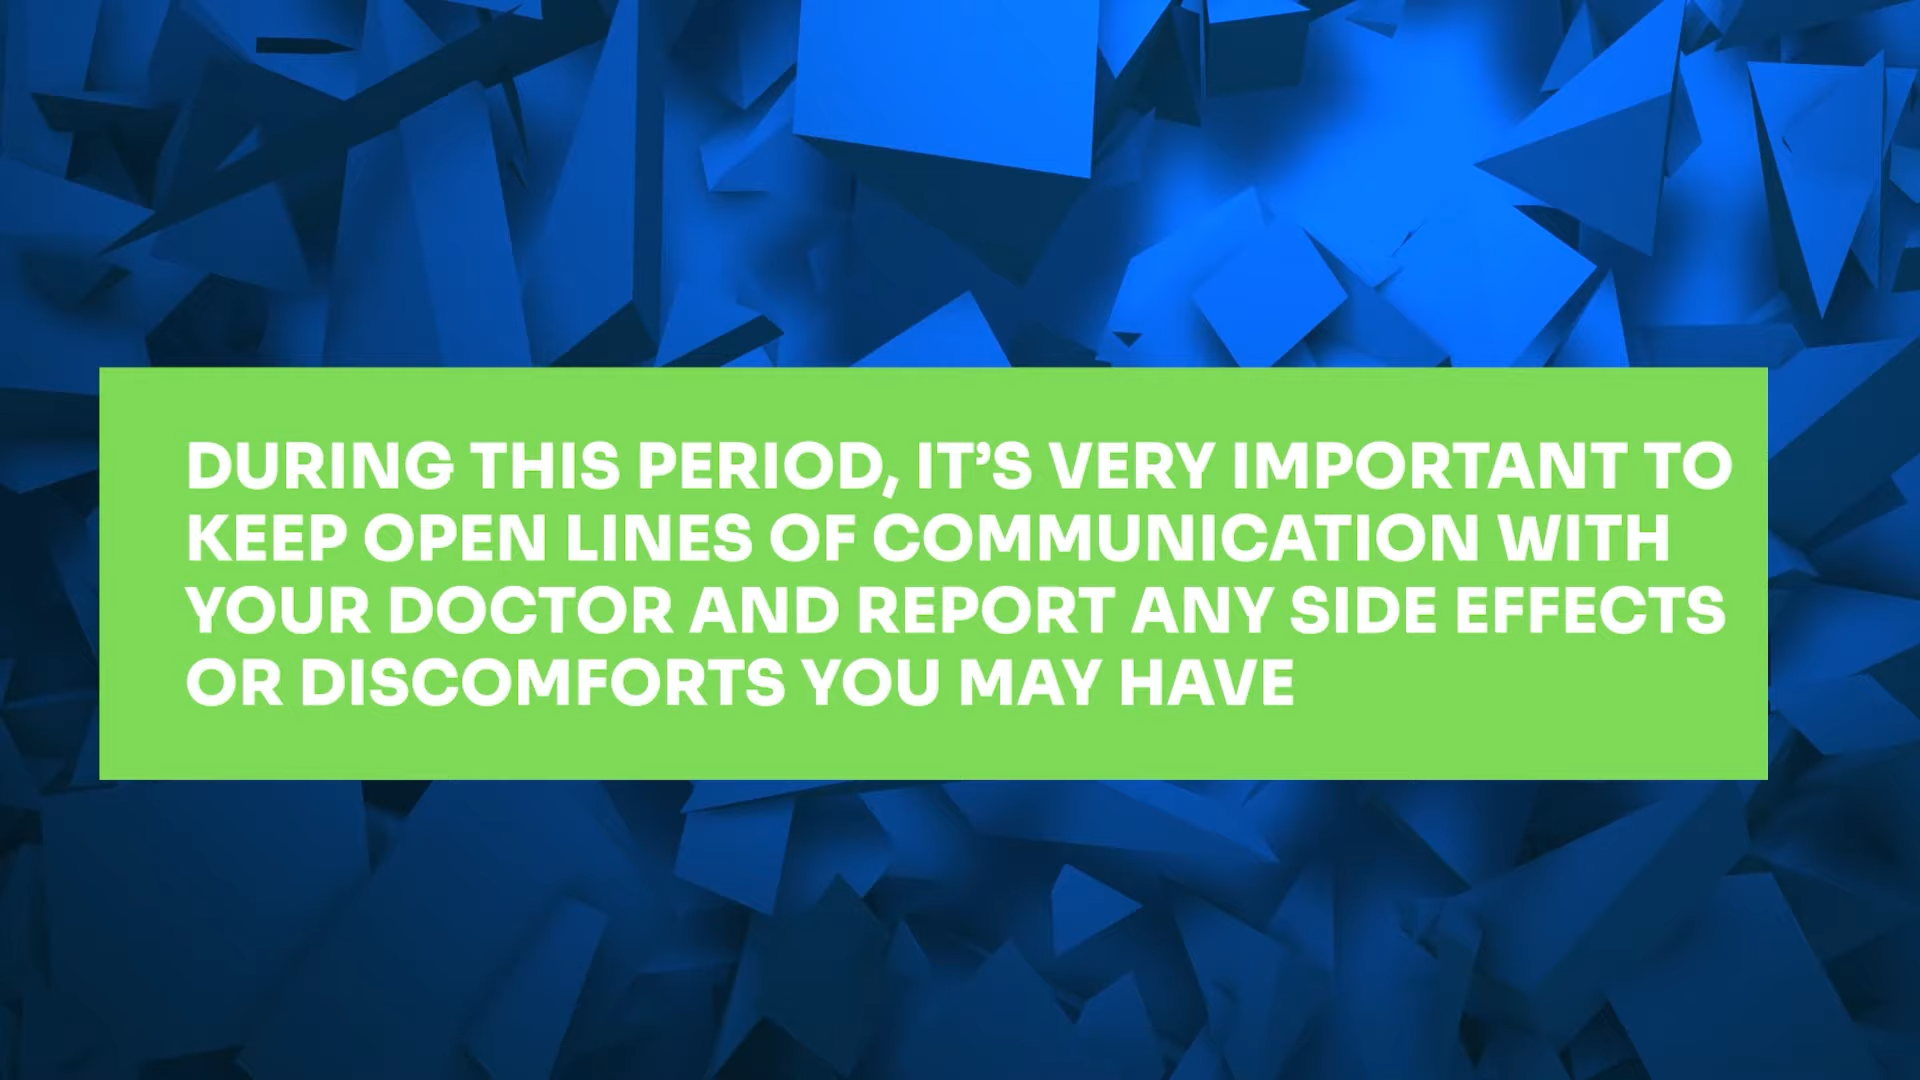 DURING THIS PERIOD, IT’S VERY IMPORTANT TO
KEEP OPEN LINES OF COMMUNICATION WITH
YOUR DOCTOR AND REPORT ANY SIDE EFFECTS
OR DISCOMFORTS YOU MAY HAVE